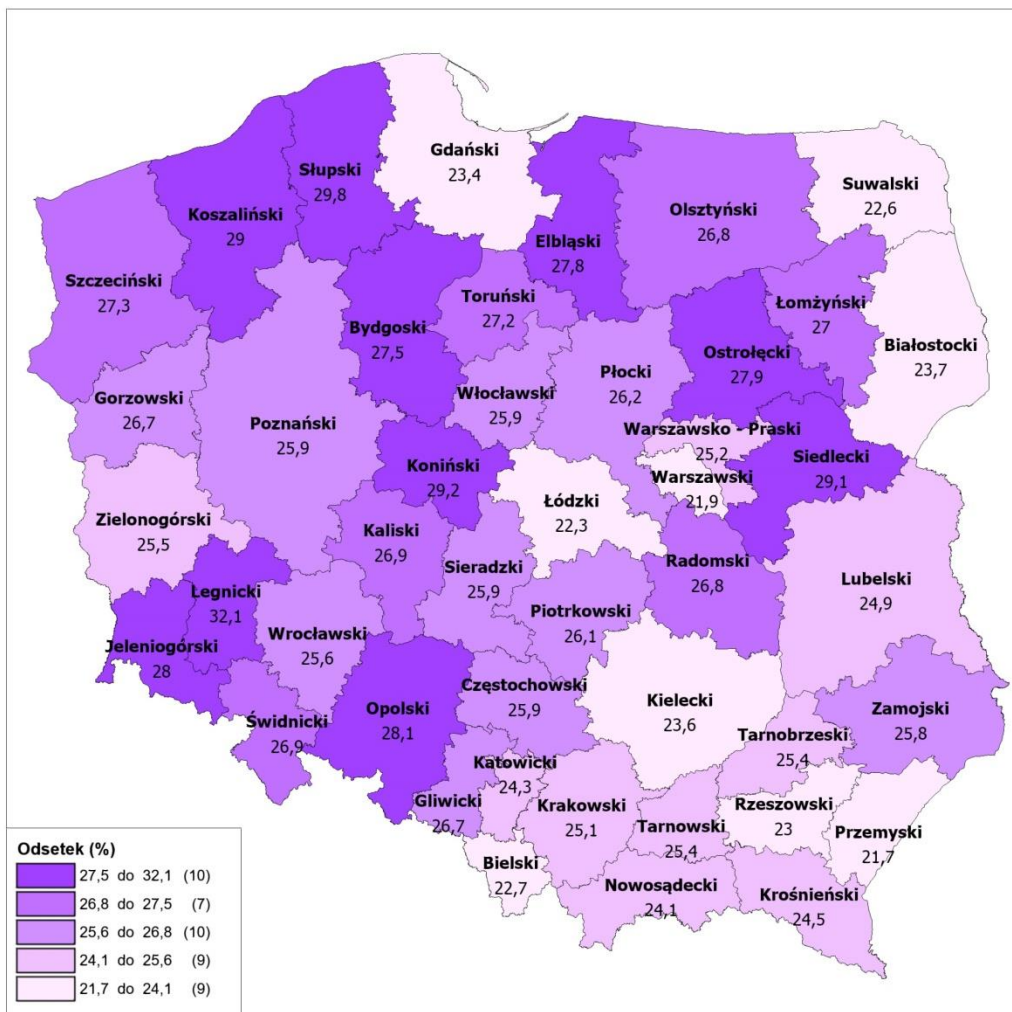 Gdański
23,4
Słupski
29,8
Suwalski
22,6
Koszaliński
29
Olsztyński
26,8
Elbląski
27,8
Szczeciński
27,3
Toruński
27,2
Łomżyński
27
Bydgoski
27,5
Ostrołęcki
27,9
Białostocki
23,7
Gorzowski
26,7
Płocki
26,2
Włocławski
25,9
Poznański
25,9
Warszawsko - Praski
25,2
Siedlecki
29,1
Koniński
29,2
Warszawski
21,9
Łódzki
22,3
Zielonogórski
25,5
Kaliski
26,9
Sieradzki
25,9
Radomski
26,8
Lubelski
24,9
Legnicki
32,1
Piotrkowski
26,1
Wrocławski
25,6
Jeleniogórski
28
Częstochowski
25,9
Kielecki
23,6
Opolski
28,1
Zamojski
25,8
Świdnicki
26,9
Tarnobrzeski
25,4
Katowicki
24,3
Gliwicki
26,7
Krakowski
25,1
Tarnowski
25,4
Rzeszowski
23
Przemyski
21,7
Bielski
22,7
Nowosądecki
24,1
Krośnieński
24,5
Odsetek (%)
27,5 do 32,1 (10)
26,8 do 27,5 (7)
25,6 do 26,8 (10)
24,1 do 25,6 (9)
21,7 do 24,1 (9)